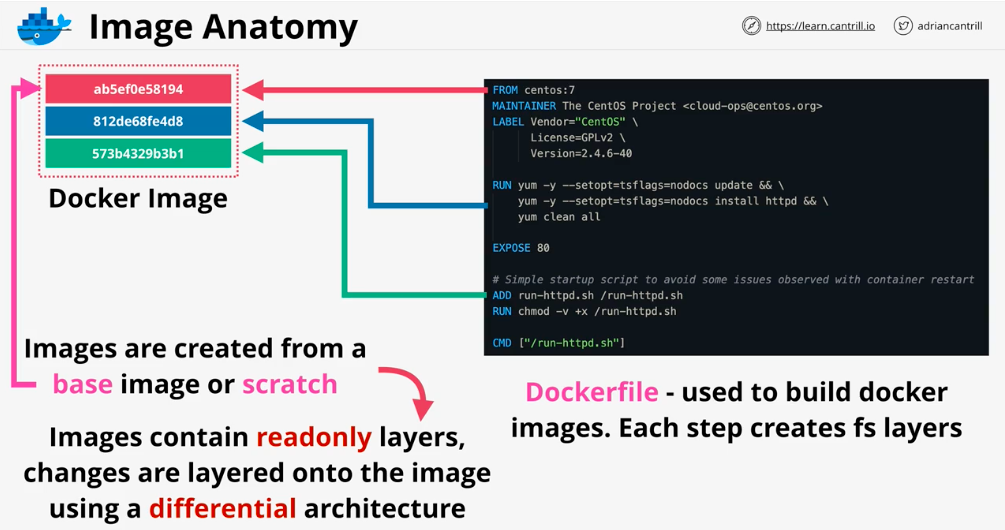 Image Anatomy
https://learn.cantrill.io
adriancantrill
ab5ef0e58194
812de68fe4d8
573b4329b3b1
Docker Image
FROM centos:7
MAINTAINER The CentOS Project <cloud-ops@centos.org>
LABEL Vendor="CentOS" \
License=GPLv2 \
Version=2.4.6-40
RUN yum -y --setopt=tsflags=nodocs update && \
yum -y --setopt=tsflags=nodocs install httpd && \
yum clean all
EXPOSE 80
# Simple startup script to avoid some issues observed with container restart
ADD run-httpd.sh /run-httpd.sh
RUN chmod -v +x /run-httpd.sh
CMD ["/run-httpd.sh"]
Images are created from a
base image or scratch
Images contain readonly layers,
changes are layered onto the image
using a differential architecture
Dockerfile - used to build docker
images. Each step creates fs layers